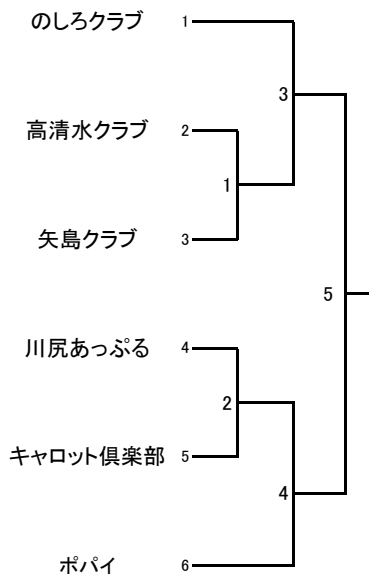 のしろクラブ 1
3
高清水クラブ 2
1
矢島クラブ 3
5
川尻あっぷる 4
2
キャロット倶楽部 5
4
ポパイ 6